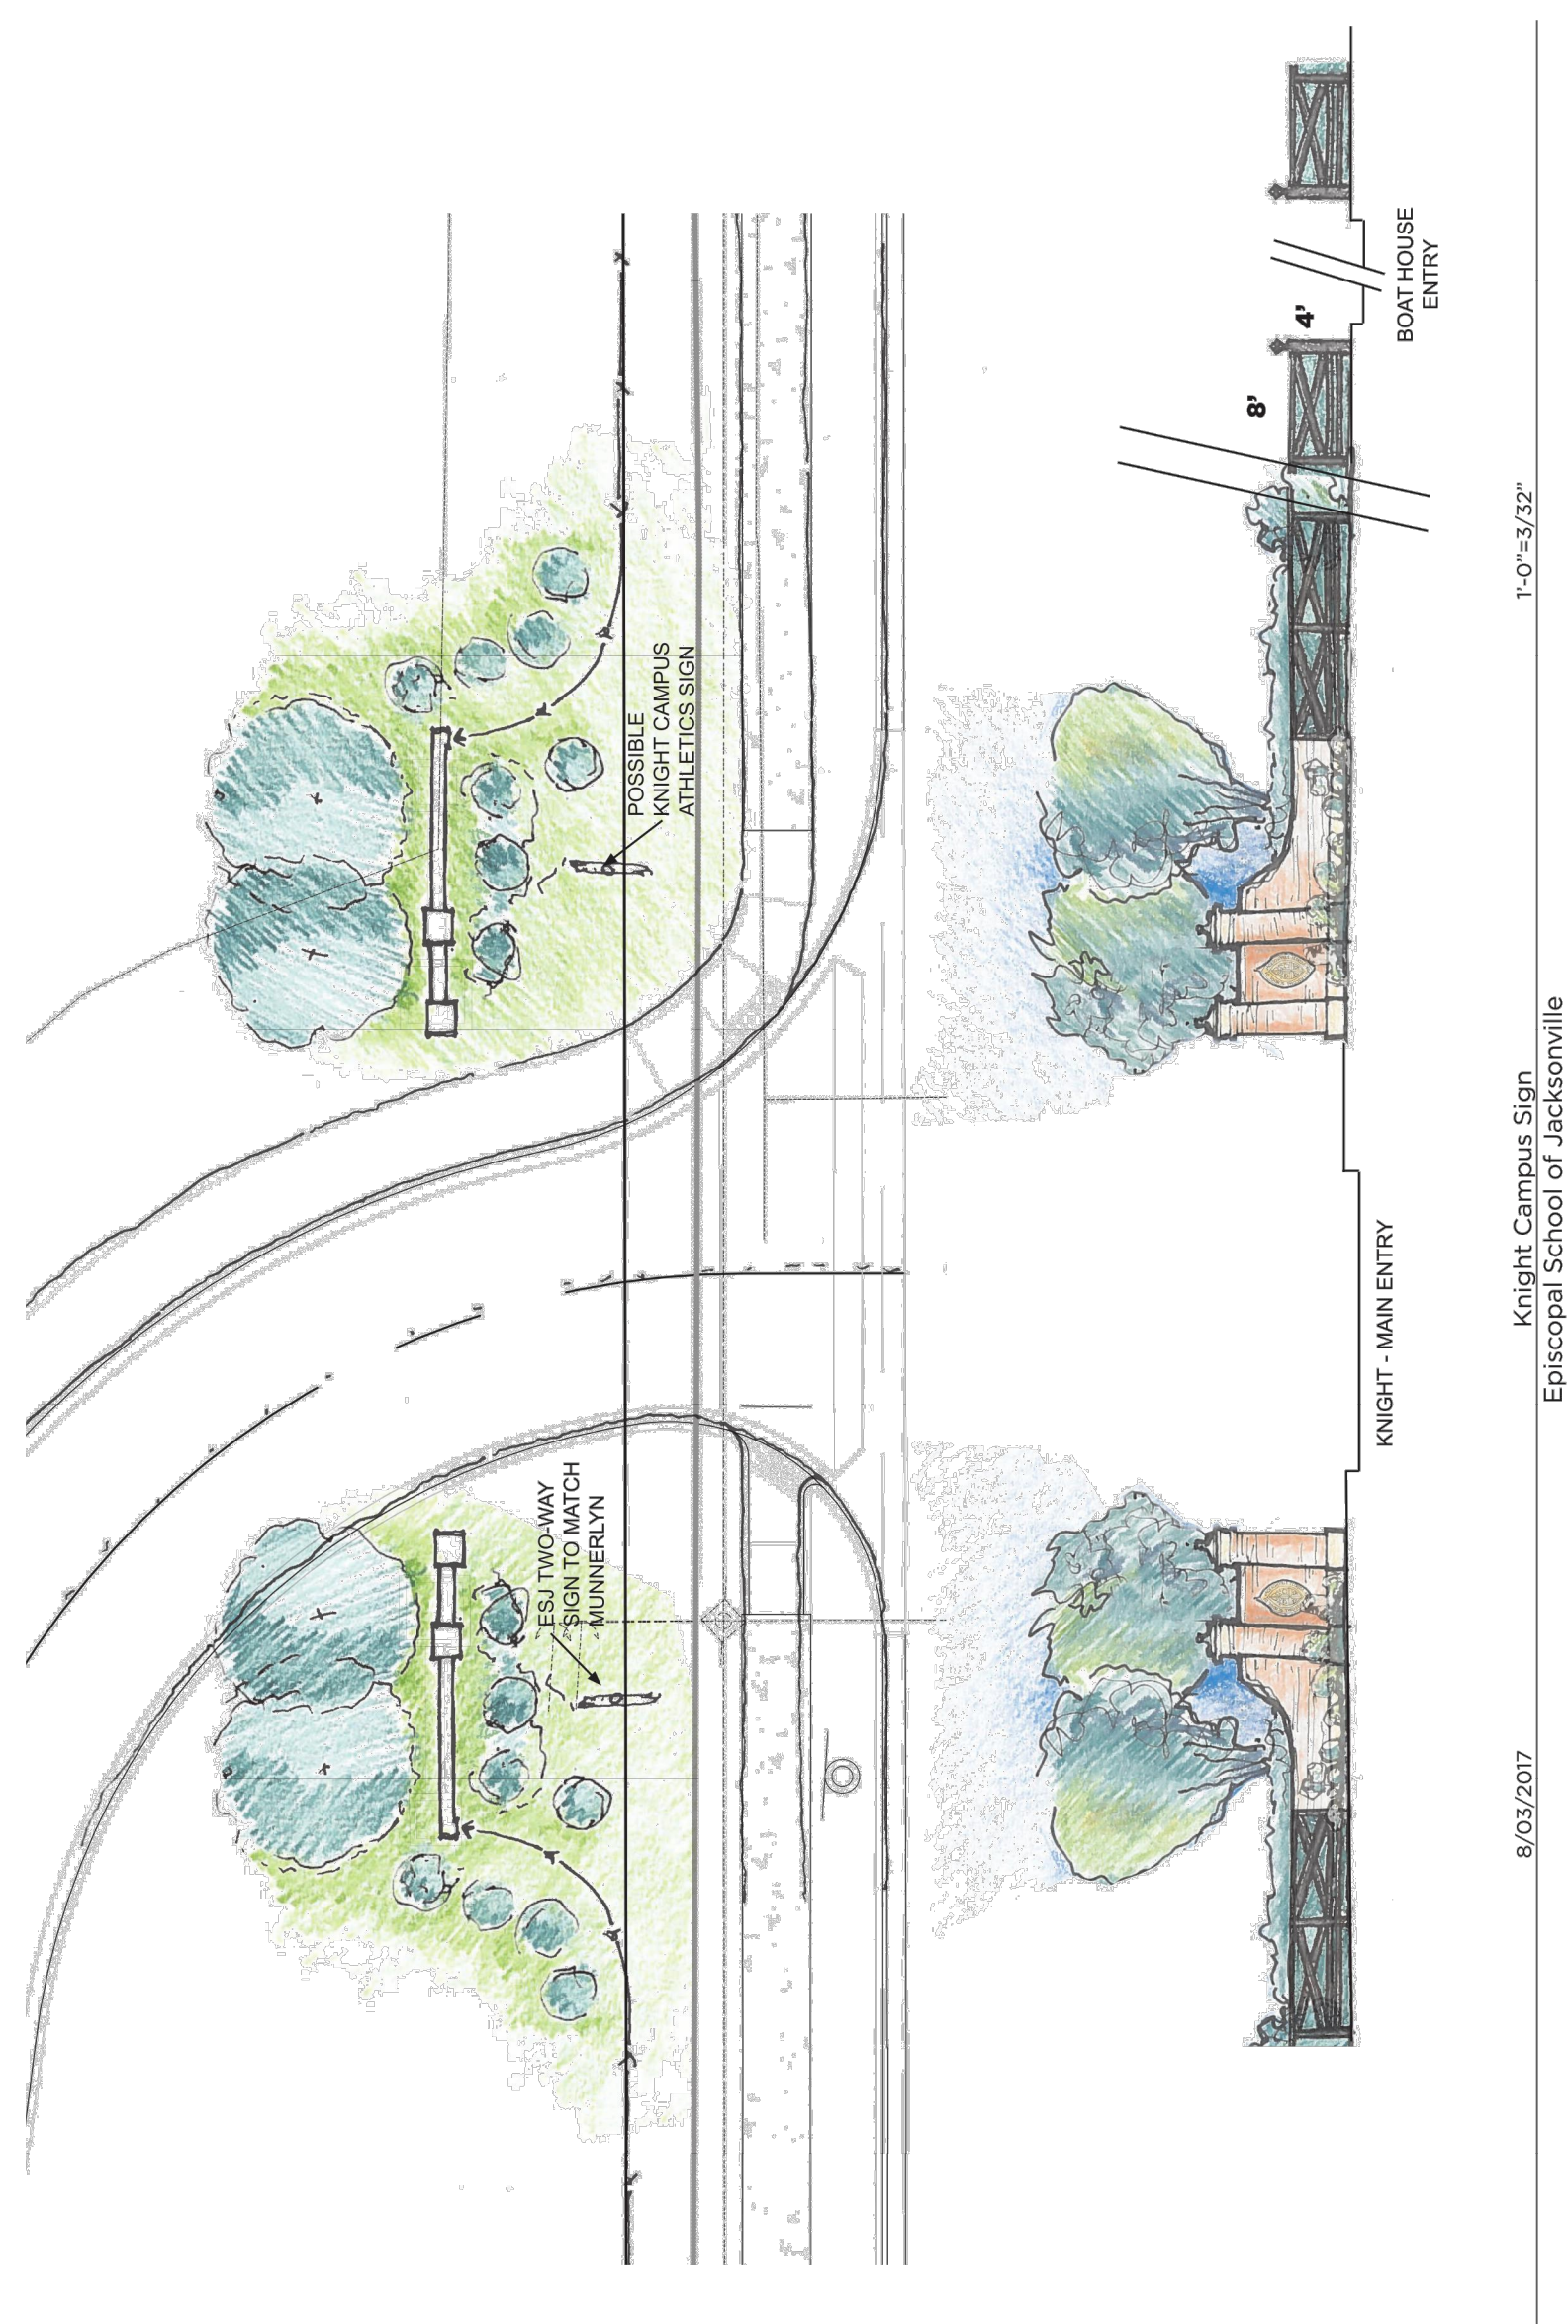 ESJ TWO-WAY
SIGN TO MATCH
MUNNERLYN
POSSIBLE
KNIGHT CAMPUS
ATHLETICS SIGN
8'
4'
KNIGHT - MAIN ENTRY
BOAT HOUSE
ENTRY
8/03/2017
Knight Campus Sign
Episcopal School of Jacksonville
1'-0"=3/32"